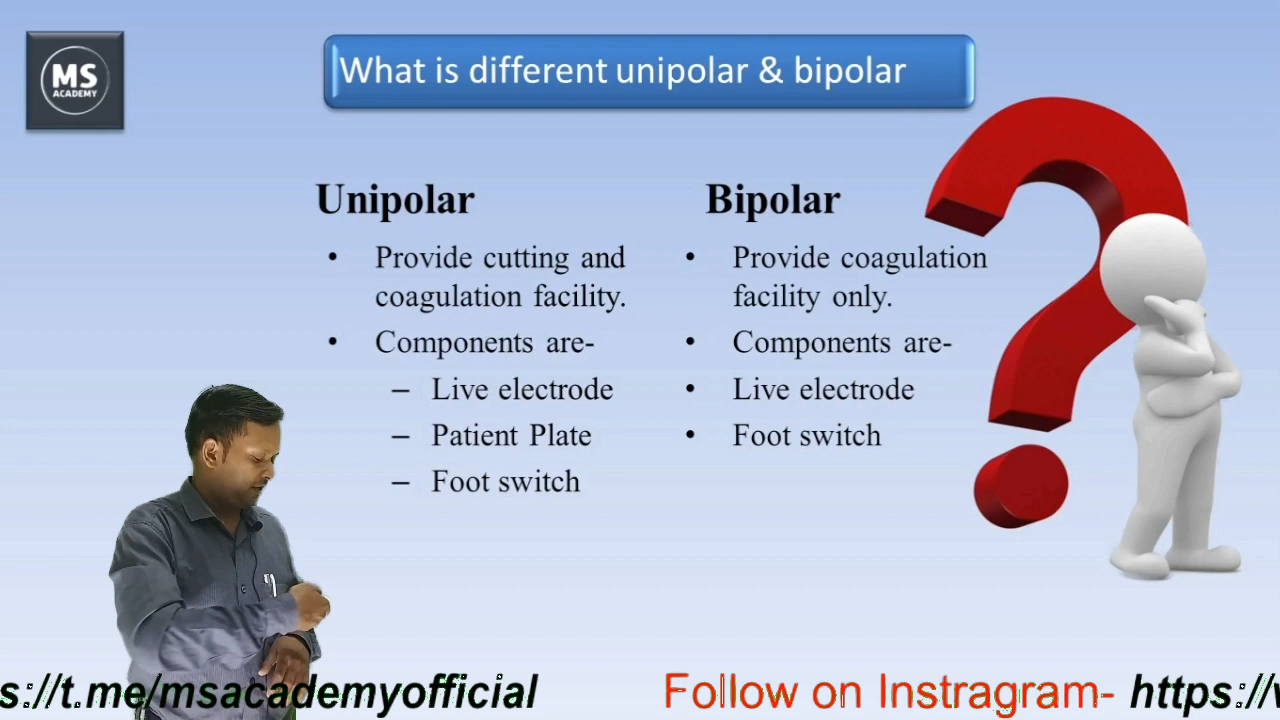 MS
ACADEMY
What is different unipolar & bipolar
Unipolar
• Provide cutting and
coagulation facility.
• Components are-
– Live electrode
– Patient Plate
– Foot switch
Bipolar
• Provide coagulation
facility only.
• Components are-
• Live electrode
• Foot switch
s://t.me/msacademyofficial
Follow on Instragram- https://